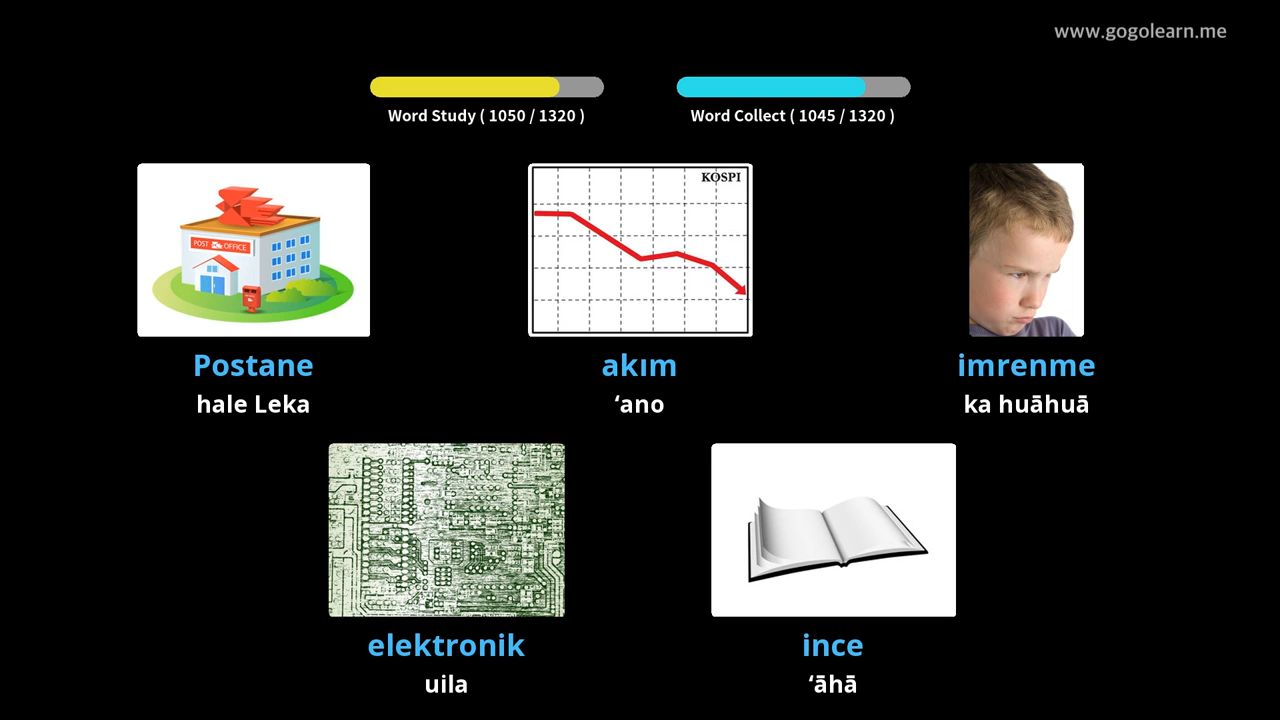 www.gogolearn.me
Word Study ( 1050 / 1320 )
Word Collect ( 1045 / 1320 )
POST OFFICE
KOSPI
Postane
akım
imrenme
hale Leka
ʻano
ka huāhuā
elektronik
ince
uila
ʻāhā